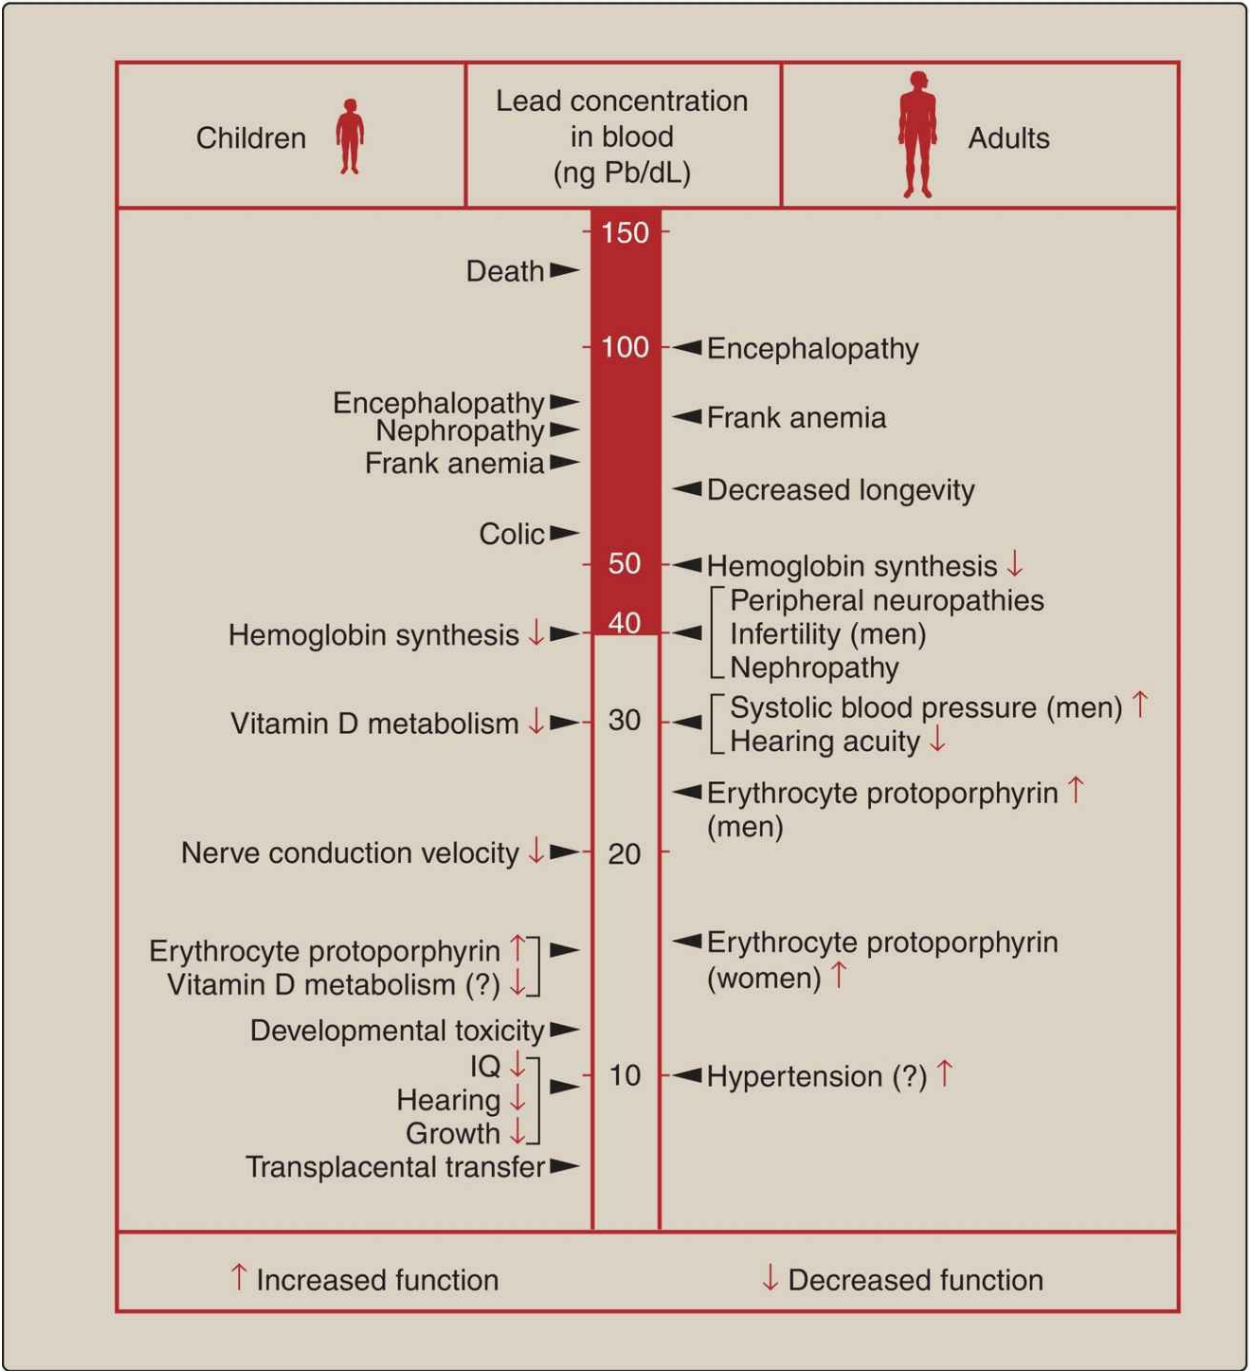 Children
Lead concentration
in blood
(ng Pb/dL)
Adults
150
Death
100
Encephalopathy
Encephalopathy
Nephropathy
Frank anemia
Frank anemia
Decreased longevity
Colic
50
Hemoglobin synthesis ↓
Peripheral neuropathies
40
Hemoglobin synthesis ↓
Infertility (men)
Nephropathy
Systolic blood pressure (men) ↑
Vitamin D metabolism ↓
30
Hearing acuity ↓
Erythrocyte protoporphyrin ↑
(men)
Nerve conduction velocity ↓
20
Erythrocyte protoporphyrin ↑
Vitamin D metabolism (?) ↓
Erythrocyte protoporphyrin
(women) ↑
Developmental toxicity
IQ ↓
Hearing ↓
Growth ↓
10
Hypertension (?) ↑
Transplacental transfer
↑ Increased function
↓ Decreased function